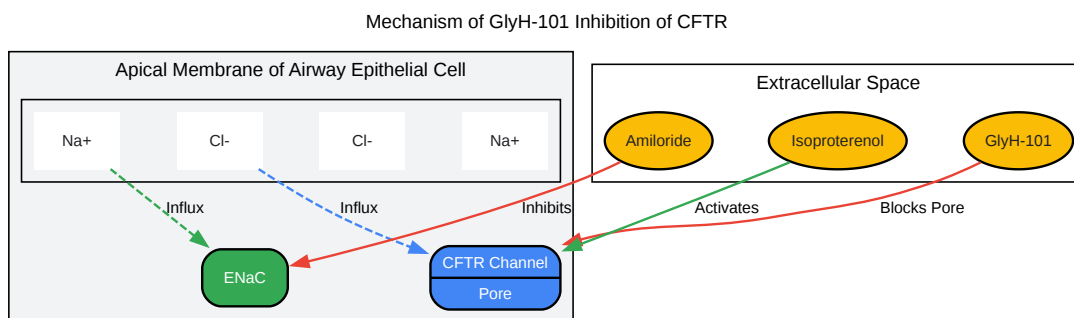 Mechanism of GlyH-101 Inhibition of CFTR
Apical Membrane of Airway Epithelial Cell
Extracellular Space
Na+
Cl-
Cl-
Na+
Amiloride
Isoproterenol
GlyH-101
Influx
Influx
Inhibits
Activates
Blocks Pore
ENaC
CFTR Channel
Pore